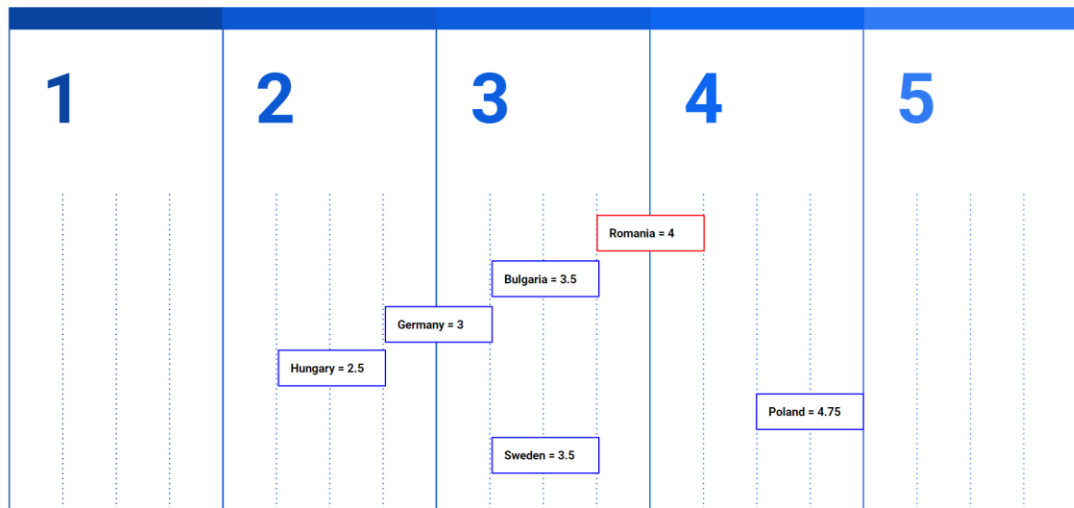 1 2 3 4 5
Romania = 4
Bulgaria = 3.5
Germany = 3
Hungary = 2.5
Poland = 4.75
Sweden = 3.5